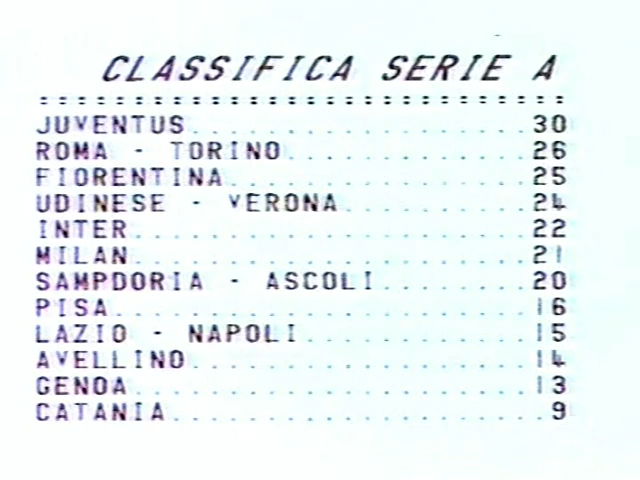 CLASSIFICA SERIE A
JUVENTUS....................30
ROMA - TORINO...............26
FIORENTINA..................25
UDINESE - VERONA............24
INTER.......................22
MILAN.......................21
SAMPDORIA - ASCOLI..........20
PISA........................16
LAZIO - NAPOLI..............15
AVELLINO....................14
GENOA.......................13
CATANIA.....................9